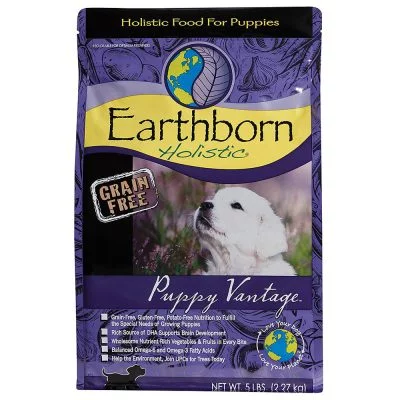 Holistic Food For Puppies
Earthborn
Holistic®
GRAIN
FREE
Puppy Vantage
Grain-Free, Gluten-Free, Potato-Free Nutrition to Fulfill
the Special Needs of Growing Puppies
Rich Source of DHA Supports Brain Development
Wholesome Nutrient-Rich Vegetables & Fruits in Every Bite
Balanced Omega-6 and Omega-3 Fatty Acids
Help the Environment, Join UPCs for Trees Today
Love Your Dog
Love Your Planet
NET WT. 5 LBS. (2.27 kg)